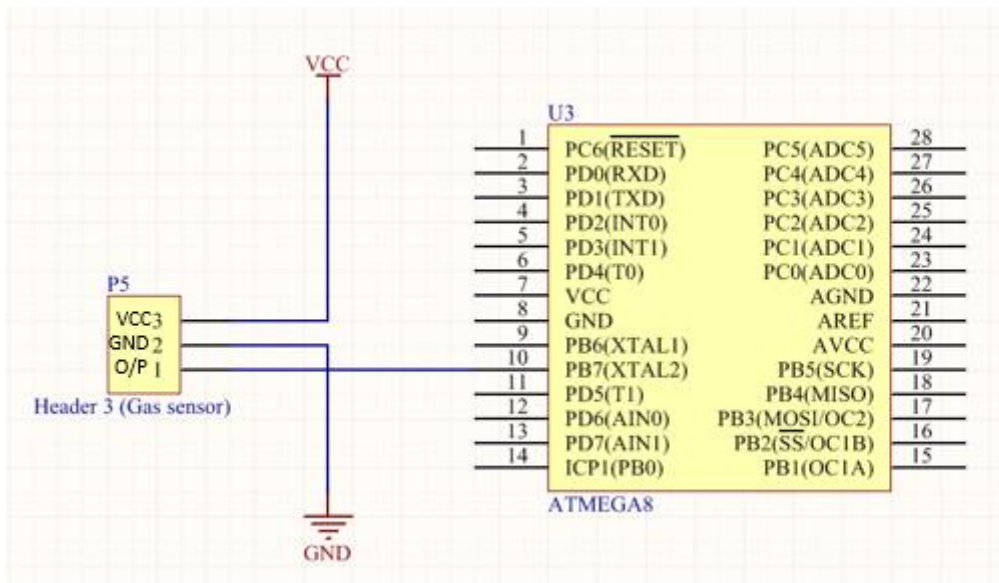 VCC
U3
1 PC6(RESET) PC5(ADC5) 28
2 PD0(RXD) PC4(ADC4) 27
3 PD1(TXD) PC3(ADC3) 26
4 PD2(INT0) PC2(ADC2) 25
5 PD3(INT1) PC1(ADC1) 24
6 PD4(T0) PC0(ADC0) 23
7 VCC AGND 22
8 GND AREF 21
9 PB6(XTAL1) AVCC 20
10 PB7(XTAL2) PB5(SCK) 19
11 PD5(T1) PB4(MISO) 18
12 PD6(AIN0) PB3(MOSI/OC2) 17
13 PD7(AIN1) PB2(SS/OC1B) 16
14 ICP1(PB0) PB1(OC1A) 15
ATMEGA8
P5
VCC 3
GND 2
O/P 1
Header 3 (Gas sensor)
GND